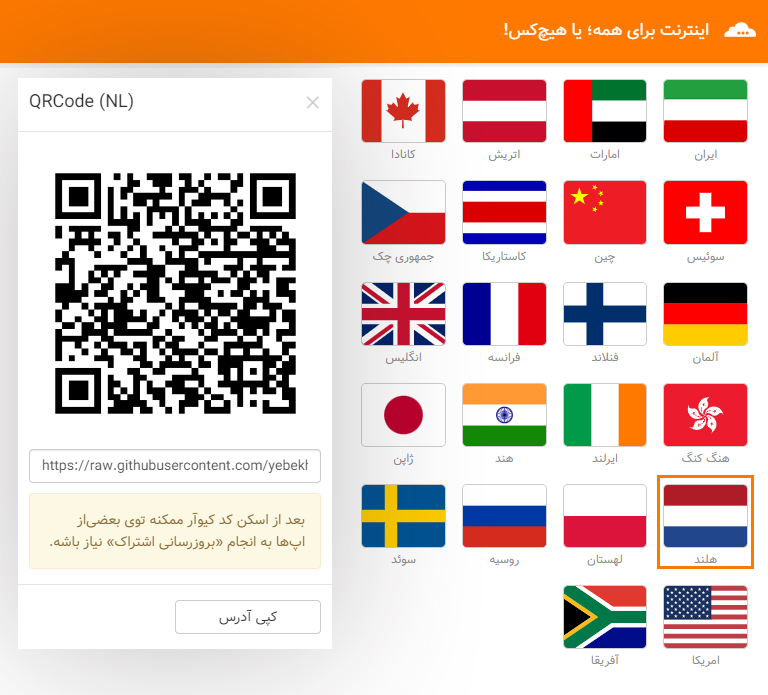 اینترنت برای همه؛ یا هیچ‌کس!
QRCode (NL)
×
https://raw.githubusercontent.com/yebekh
بعد از اسکن کد کیوآر ممکنه توی بعضی‌از
اپ‌ها به انجام «بروزرسانی اشتراک» نیاز باشه.
کپی آدرس
ایران
امارات
اتریش
کانادا
سوئیس
چین
کاستاریکا
جمهوری چک
آلمان
فنلاند
فرانسه
انگلیس
هنگ کنگ
ایرلند
هند
ژاپن
هلند
لهستان
روسیه
سوئد
امریکا
آفریقا